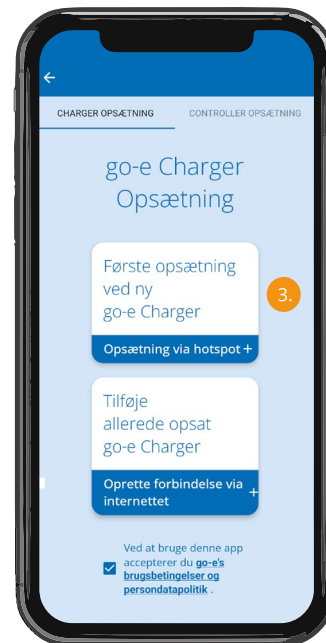 CHARGER OPSÆTNING
CONTROLLER OPSÆTNING
go-e Charger
Opsætning
Første opsætning
ved ny
go-e Charger
3.
Opsætning via hotspot +
Tilføje
allerede opsat
go-e Charger
Oprette forbindelse via +
internettet
Ved at bruge denne app
accepterer du go-e's
brugsbetingelser og
persondatapolitik .